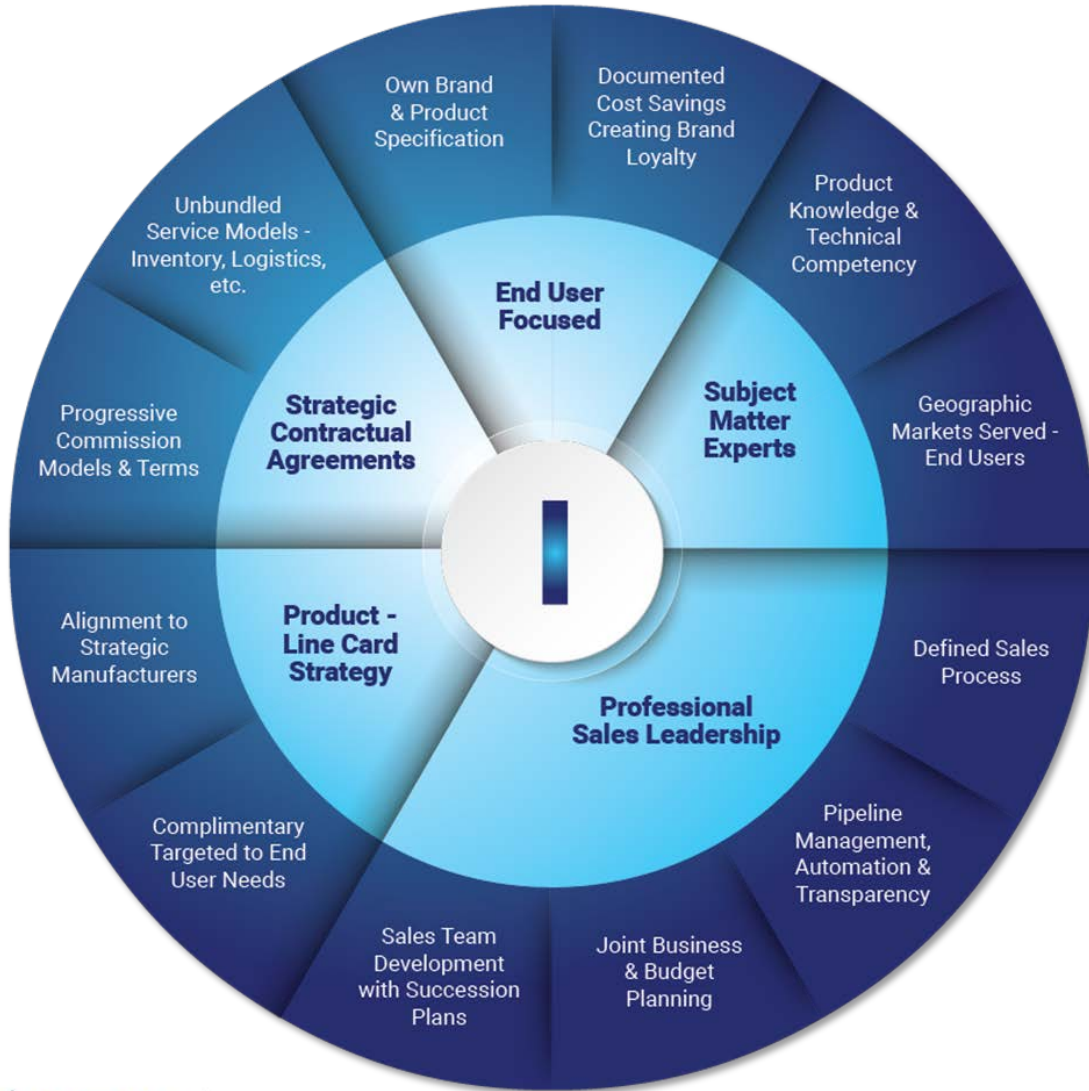 Own Brand
& Product
Specification
Documented
Cost Savings
Creating Brand
Loyalty
Product
Knowledge &
Technical
Competency
Geographic
Markets Served -
End Users
Defined Sales
Process
Pipeline
Management,
Automation &
Transparency
Joint Business
& Budget
Planning
Sales Team
Development
with Succession
Plans
Complimentary
Targeted to End
User Needs
Alignment to
Strategic
Manufacturers
Progressive
Commission
Models & Terms
Unbundled
Service Models -
Inventory, Logistics,
etc.
End User
Focused
Subject
Matter
Experts
Professional
Sales Leadership
Product -
Line Card
Strategy
Strategic
Contractual
Agreements
I